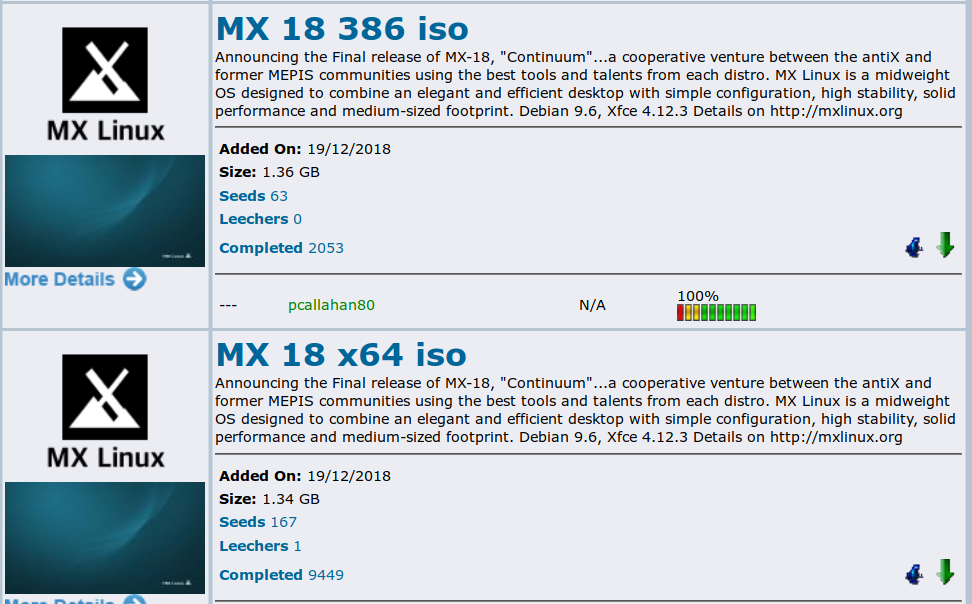 MX 18 386 iso
Announcing the Final release of MX-18, "Continuum"...a cooperative venture between the antiX and
former MEPIS communities using the best tools and talents from each distro. MX Linux is a midweight
OS designed to combine an elegant and efficient desktop with simple configuration, high stability, solid
performance and medium-sized footprint. Debian 9.6, Xfce 4.12.3 Details on http://mxlinux.org
MX Linux
More Details
Added On: 19/12/2018
Size: 1.36 GB
Seeds 63
Leechers 0
Completed 2053
--- pcallahan80 N/A 100%
MX 18 x64 iso
Announcing the Final release of MX-18, "Continuum"...a cooperative venture between the antiX and
former MEPIS communities using the best tools and talents from each distro. MX Linux is a midweight
OS designed to combine an elegant and efficient desktop with simple configuration, high stability, solid
performance and medium-sized footprint. Debian 9.6, Xfce 4.12.3 Details on http://mxlinux.org
MX Linux
Added On: 19/12/2018
Size: 1.34 GB
Seeds 167
Leechers 1
Completed 9449
More Details